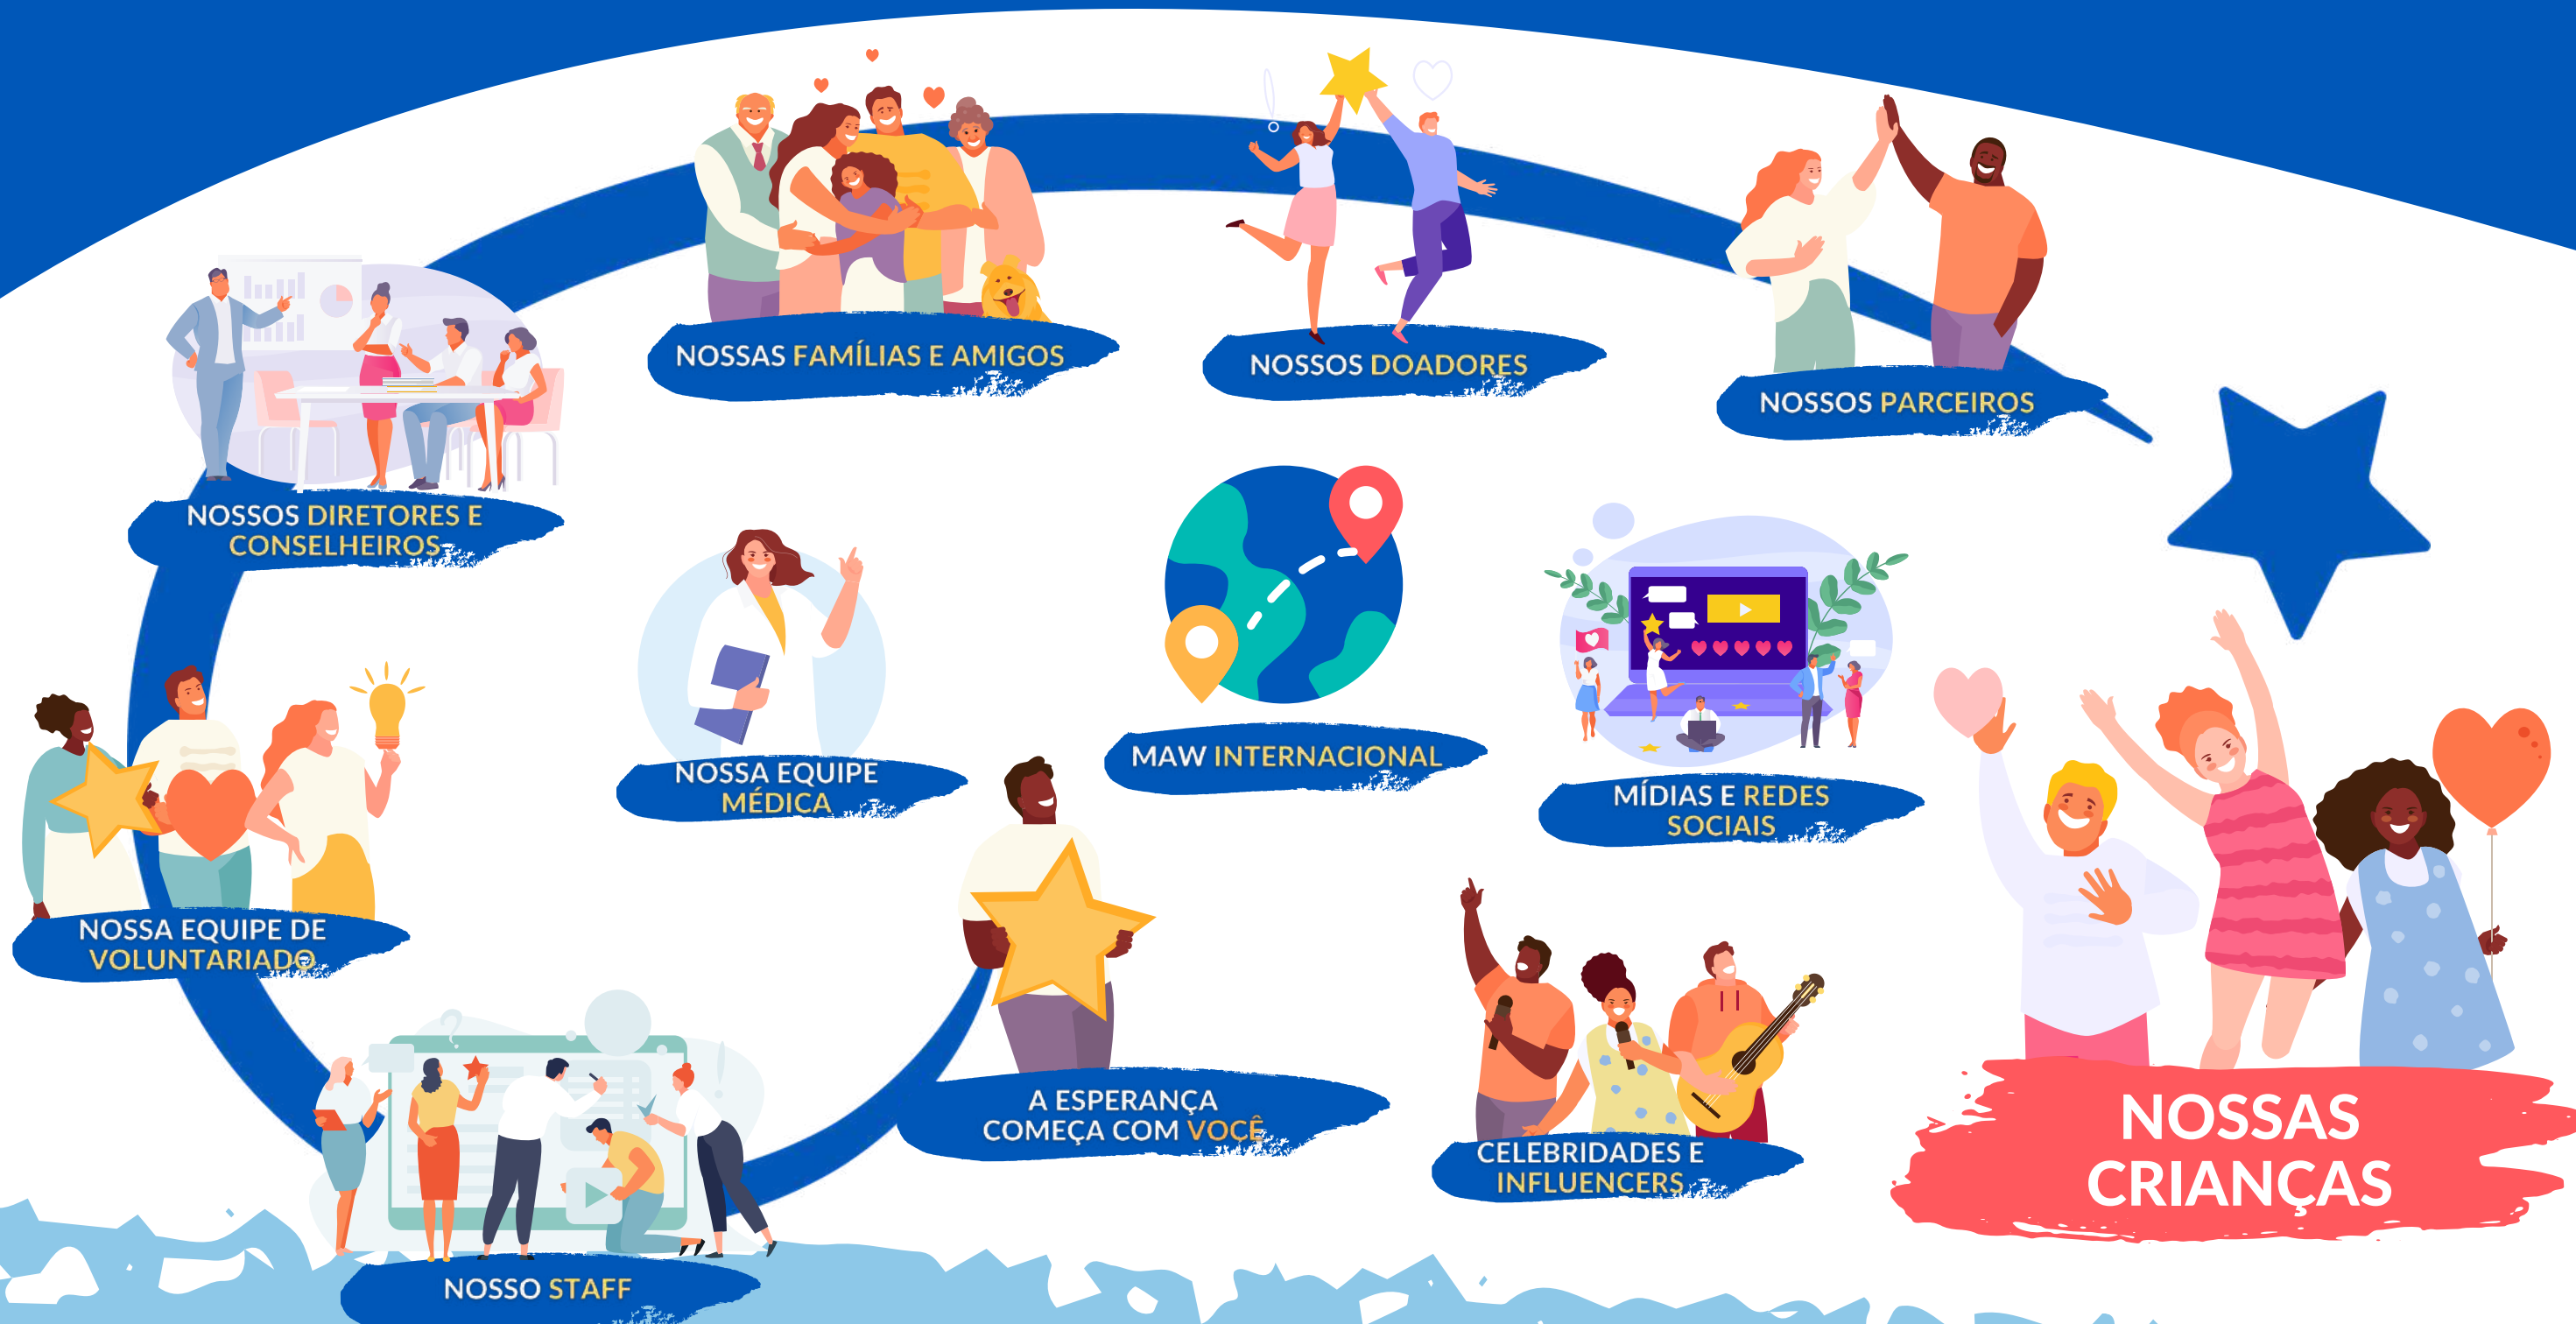 NOSSAS FAMÍLIAS E AMIGOS
NOSSOS DOADORES
NOSSOS PARCEIROS
NOSSOS DIRETORES E
CONSELHEIROS
NOSSA EQUIPE
MÉDICA
MAW INTERNACIONAL
MÍDIAS E REDES
SOCIAIS
NOSSA EQUIPE DE
VOLUNTARIADO
A ESPERANÇA
COMEÇA COM VOCÊ
CELEBRIDADES E
INFLUENCERS
NOSSAS
CRIANÇAS
NOSSO STAFF